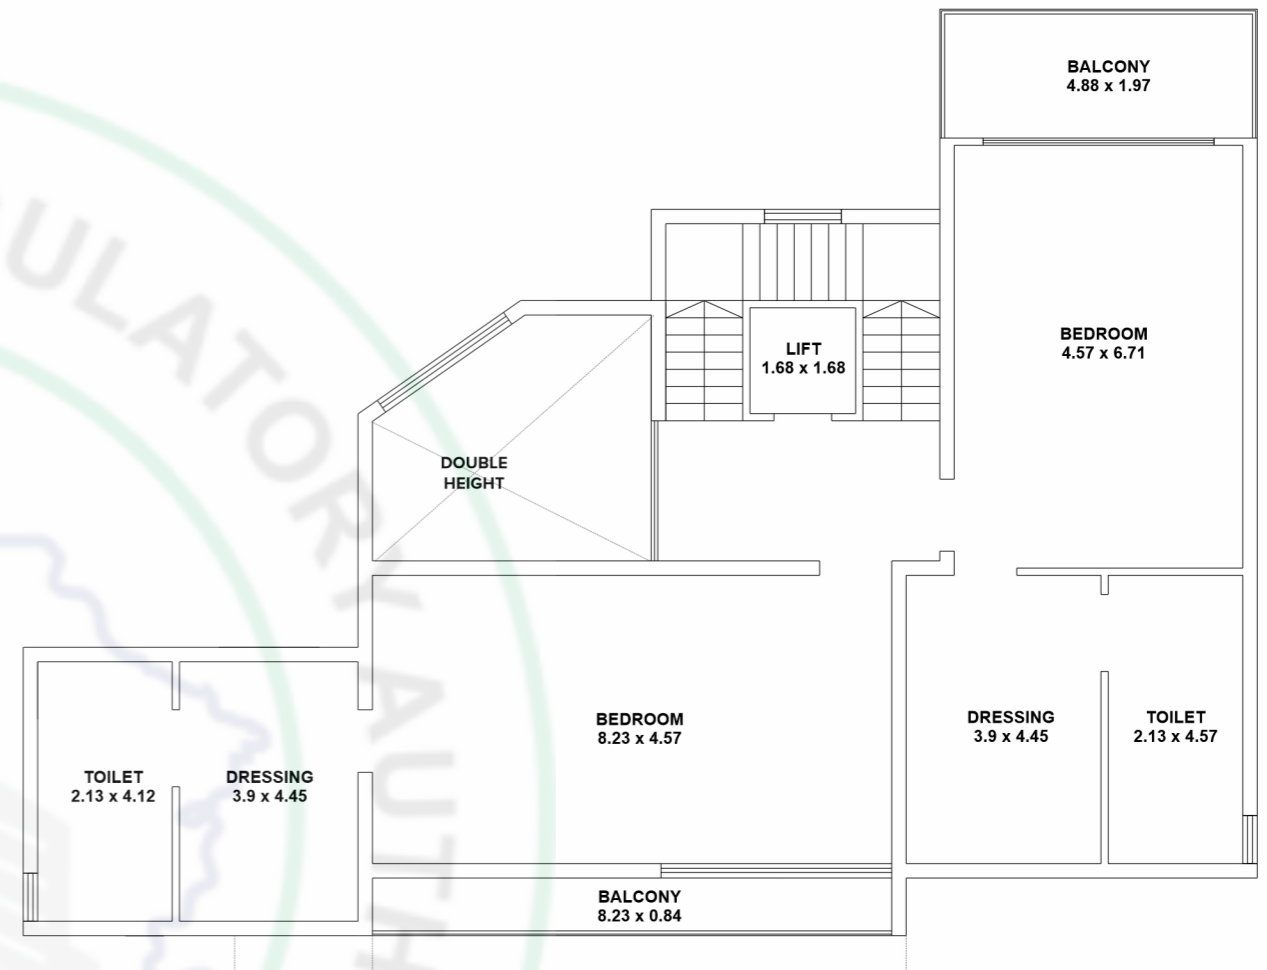 BALCONY
4.88 x 1.97
BEDROOM
4.57 x 6.71
LIFT
1.68 x 1.68
DOUBLE
HEIGHT
BEDROOM
8.23 x 4.57
DRESSING
3.9 x 4.45
TOILET
2.13 x 4.57
TOILET
2.13 x 4.12
DRESSING
3.9 x 4.45
BALCONY
8.23 x 0.84
ULATORY AUTH